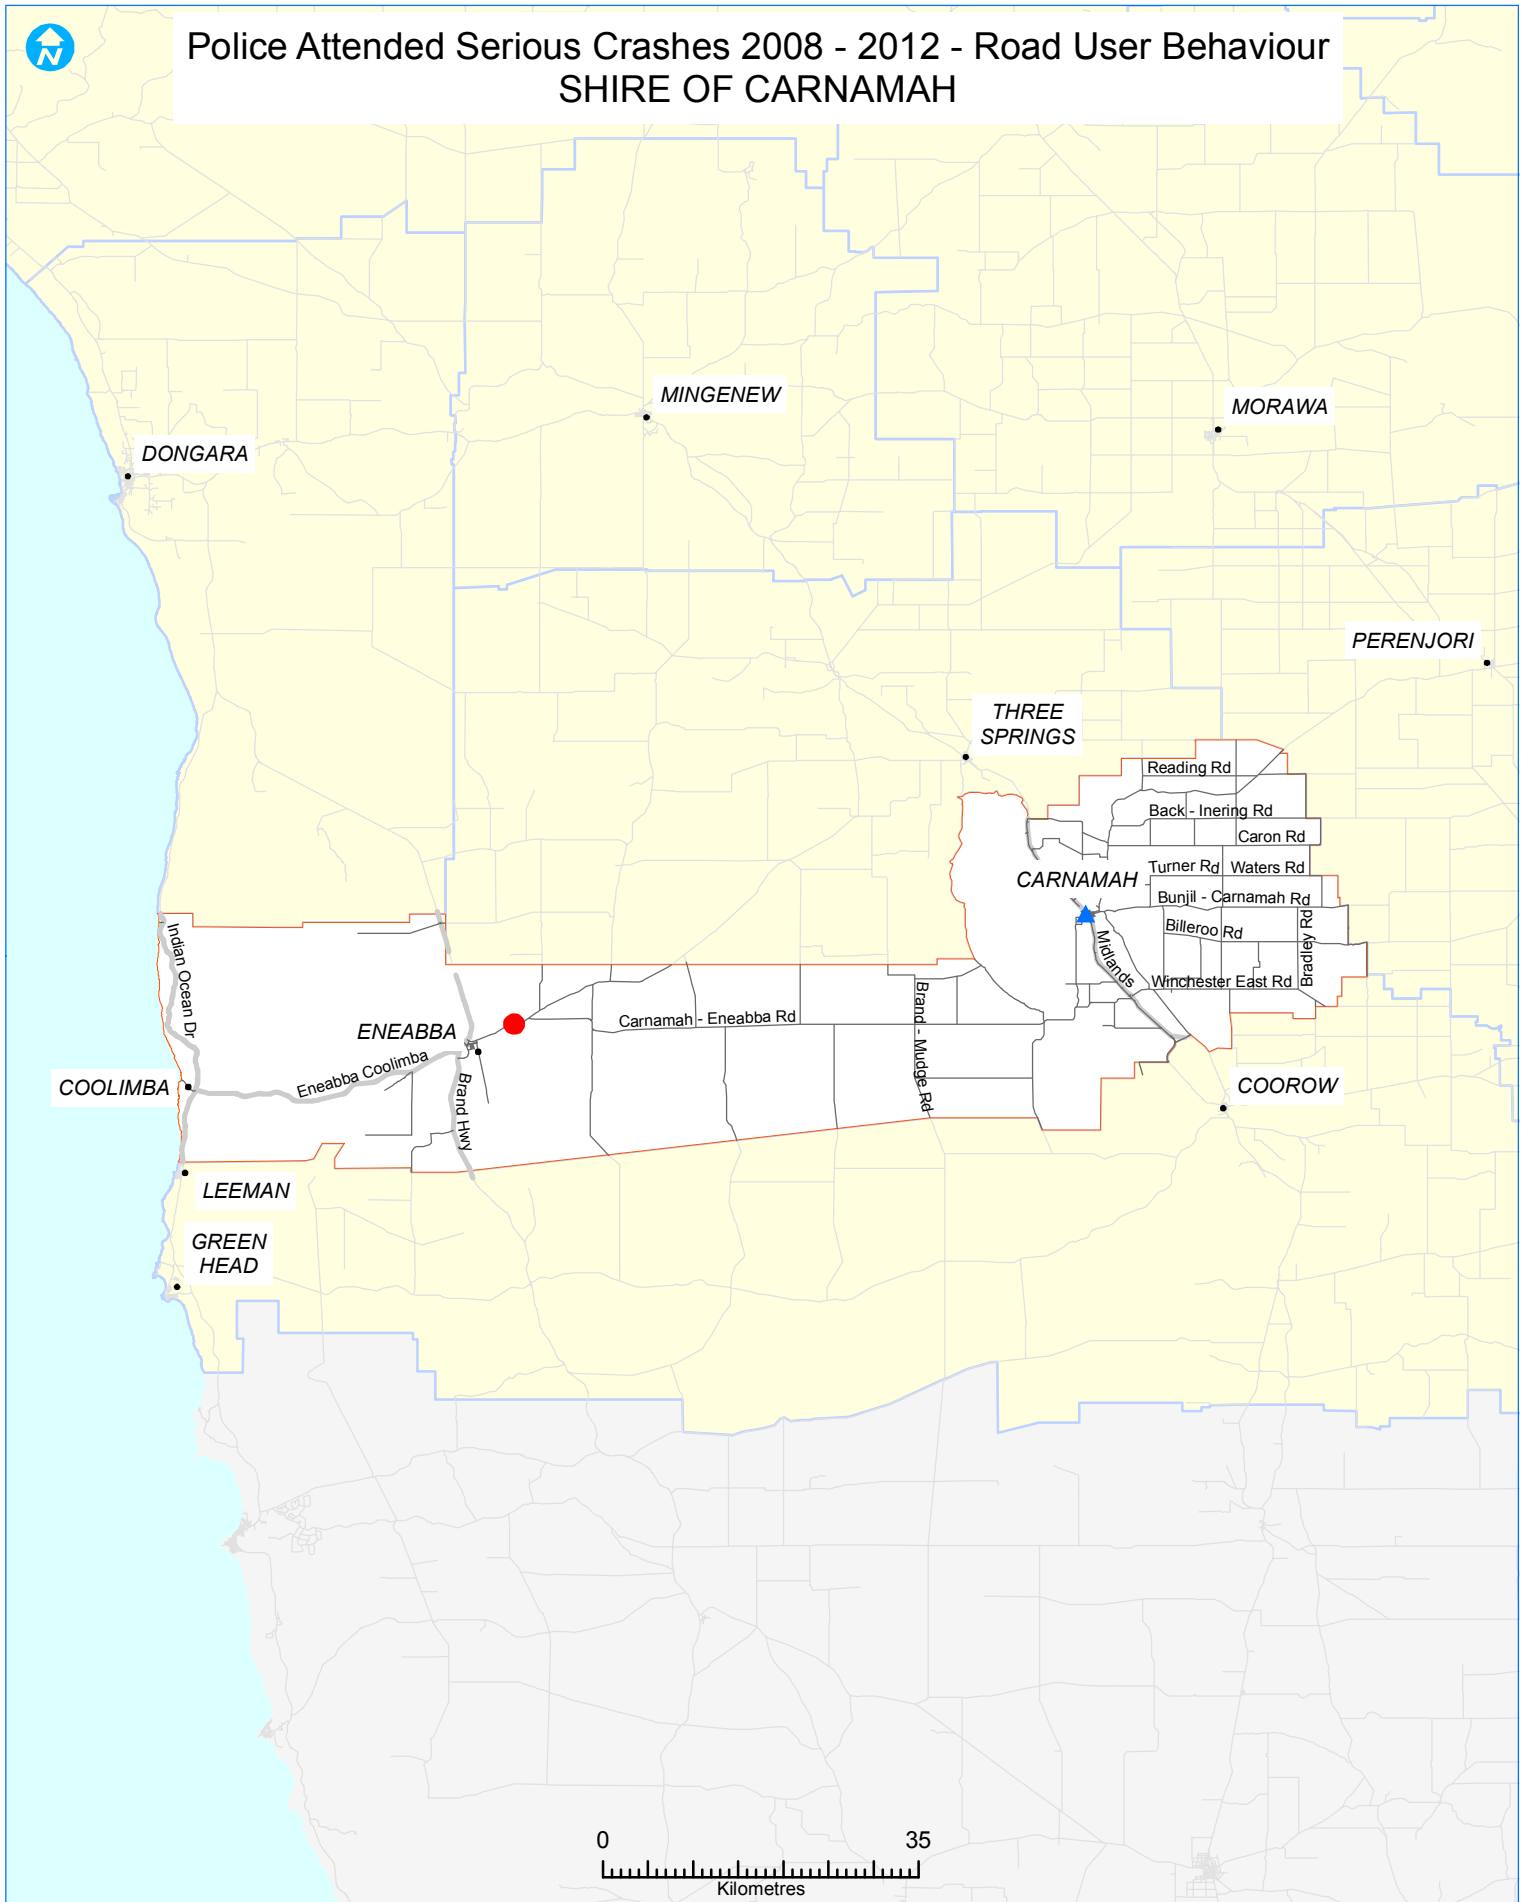 N
Police Attended Serious Crashes 2008 - 2012 - Road User Behaviour
SHIRE OF CARNAMAH
MINGENEW
MORAWA
DONGARA
PERENJORI
THREE
SPRINGS
Reading Rd
Back - Inering Rd
Caron Rd
Turner Rd
Waters Rd
CARNAMAH
Bunjil - Carnamah Rd
Billeroo Rd
Bradley Rd
Midlands
Winchester East Rd
Indian Ocean Dr
Carnamah - Eneabba Rd
Brand - Mudge Rd
ENEABBA
Eneabba Coolimba
Brand Hwy
COOLIMBA
COOROW
LEEMAN
GREEN
HEAD
0
35
Kilometres